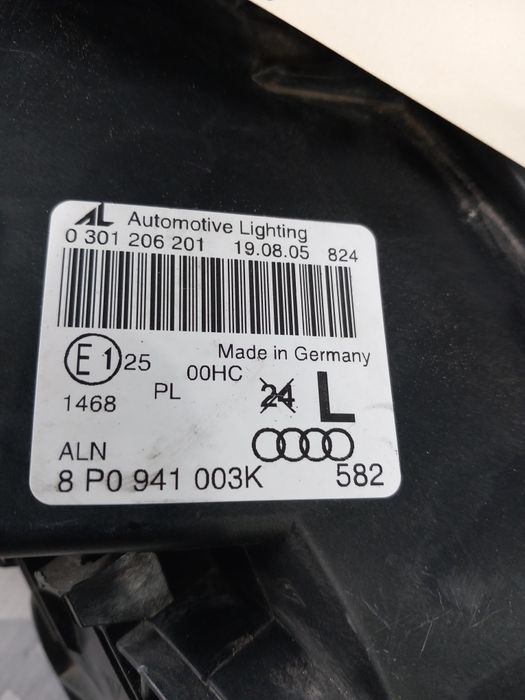 AL Automotive Lighting
0 301 206 201 19.08.05 824
Made in Germany
E1 25
00HC
PL
24 L
1468
ALN
8 P0 941 003K 582